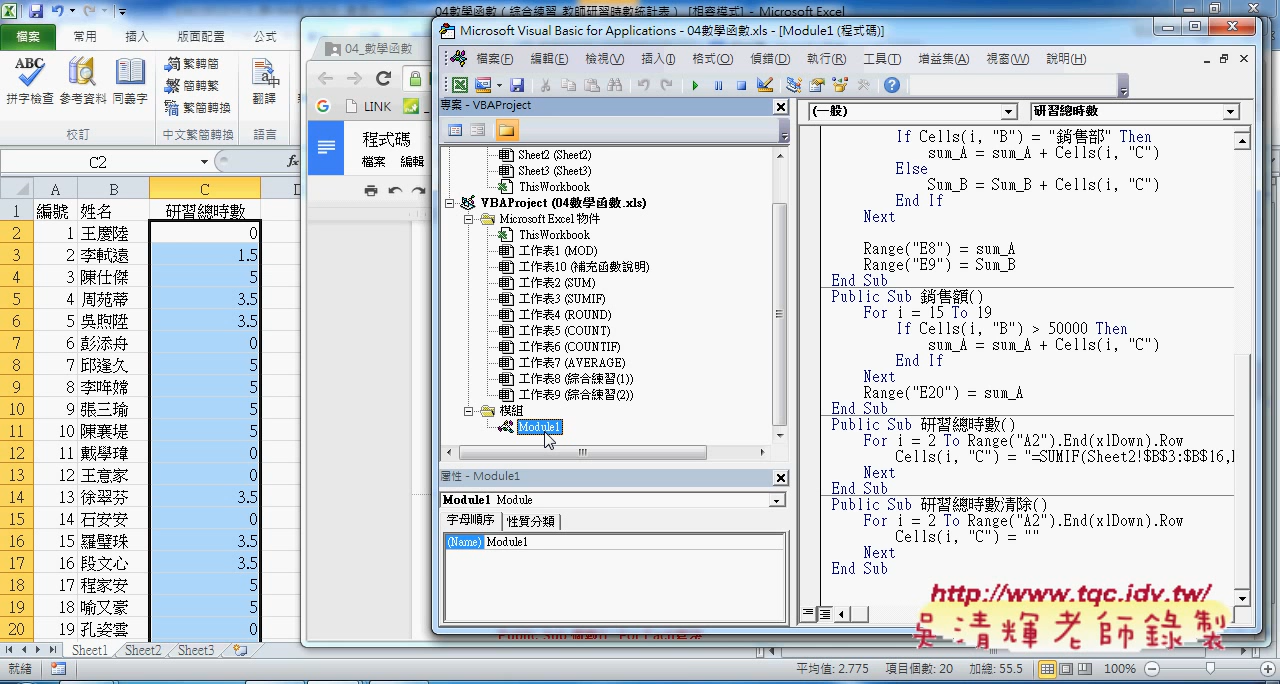 04數學函數（綜合練習_教師研習時數統計表） [相容模式] - Microsoft Excel
檔案 常用 插入 版面配置 公式
拼字檢查 參考資料 同義字
繁轉簡
簡轉繁
繁簡轉換
翻譯
校訂 中文繁簡轉換 語言
C2 fx
A B C D
1 編號 姓名 研習總時數
2 1 王慶陸 0
3 2 李軾遠 1.5
4 3 陳仕傑 5
5 4 周苑蒂 3.5
6 5 吳煦陞 3.5
7 6 彭添舟 0
8 7 邱逢久 5
9 8 李哞嫦 5
10 9 張三瑜 5
11 10 陳襄堤 5
12 11 戴學瑋 0
13 12 王意家 0
14 13 徐翠芬 3.5
15 14 石安安 0
16 15 羅璧珠 3.5
17 16 段文心 3.5
18 17 程家安 5
19 18 喻又豪 5
20 19 孔姿雲 0
Sheet1 Sheet2 Sheet3
就緒 平均值: 2.775 項目個數: 20 加總: 55.5 100%
04_數學函數
LINK
程式碼
檔案 編輯
Microsoft Visual Basic for Applications - 04數學函數.xls - [Module1 (程式碼)]
檔案(F) 編輯(E) 檢視(V) 插入(I) 格式(O) 偵錯(D) 執行(R) 工具(T) 增益集(A) 視窗(W) 說明(H)
專案 - VBAProject
Sheet2 (Sheet2)
Sheet3 (Sheet3)
ThisWorkbook
VBAProject (04數學函數.xls)
Microsoft Excel 物件
ThisWorkbook
工作表1 (MOD)
工作表10 (補充函數說明)
工作表2 (SUM)
工作表3 (SUMIF)
工作表4 (ROUND)
工作表5 (COUNT)
工作表6 (COUNTIF)
工作表7 (AVERAGE)
工作表8 (綜合練習(1))
工作表9 (綜合練習(2))
模組
Module1
屬性 - Module1
Module1 Module
字母順序 性質分類
(Name) Module1
(一般) 研習總時數
If Cells(i, "B") = "銷售部" Then
sum_A = sum_A + Cells(i, "C")
Else
Sum_B = Sum_B + Cells(i, "C")
End If
Next
Range("E8") = sum_A
Range("E9") = Sum_B
End Sub
Public Sub 銷售額()
For i = 15 To 19
If Cells(i, "B") > 50000 Then
sum_A = sum_A + Cells(i, "C")
End If
Next
Range("E20") = sum_A
End Sub
Public Sub 研習總時數()
For i = 2 To Range("A2").End(xlDown).Row
Cells(i, "C") = "=SUMIF(Sheet2!$B$3:$B$16,
Next
End Sub
Public Sub 研習總時數清除()
For i = 2 To Range("A2").End(xlDown).Row
Cells(i, "C") = ""
Next
End Sub
http://www.tqc.idv.tw/
吳清輝老師錄製